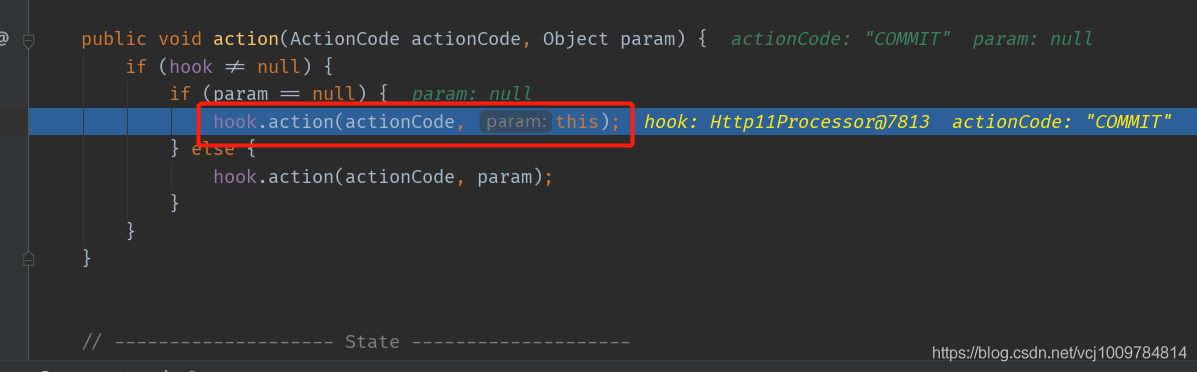 @
public void action(ActionCode actionCode, Object param) { actionCode: "COMMIT" param: null
if (hook ≠ null) {
if (param == null) { param: null
hook.action(actionCode, param: this); hook: Http11Processor@7813 actionCode: "COMMIT"
} else {
hook.action(actionCode, param);
}
}
}
// -------------------- State --------------------
https://blog.csdn.net/vcj1009784814